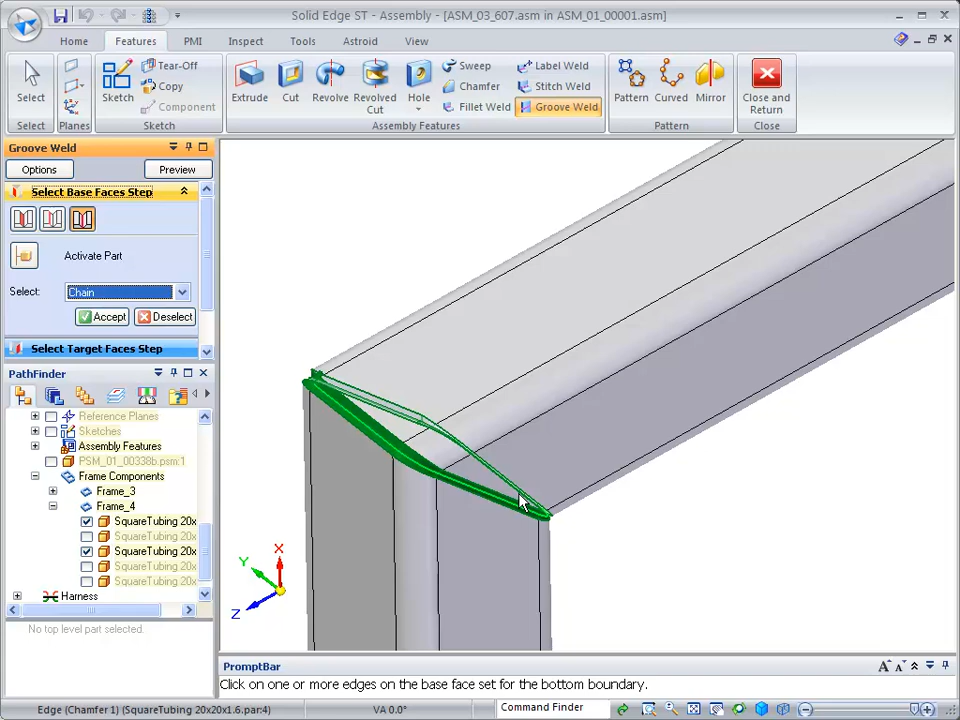 Solid Edge ST - Assembly - [ASM_03_607.asm in ASM_01_00001.asm]
Home Features PMI Inspect Tools Astroid View
Select
Select
Planes
Sketch
Tear-Off
Copy
Component
Sketch
Extrude
Cut
Revolve
Revolved
Cut
Hole
Sweep
Chamfer
Fillet Weld
Label Weld
Stitch Weld
Groove Weld
Assembly Features
Pattern
Curved
Mirror
Pattern
Close and
Return
Close
Groove Weld
Options Preview
Select Base Faces Step
Activate Part
Select: Chain
Accept Deselect
Select Target Faces Step
PathFinder
Reference Planes
Sketches
Assembly Features
PSM_01_00338b.psm:1
Frame Components
Frame_3
Frame_4
SquareTubing 20x
SquareTubing 20x
SquareTubing 20x
SquareTubing 20x
SquareTubing 20x
Harness
No top level part selected.
X
Y
Z
PromptBar
Click on one or more edges on the base face set for the bottom boundary.
Edge (Chamfer 1) (SquareTubing 20x20x1.6.par:4) VA 0.0° Command Finder